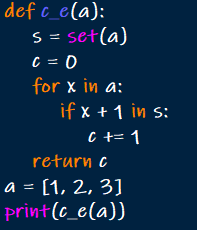 def c_e(a):
    s = set(a)
    c = 0
    for x in a:
        if x + 1 in s:
            c += 1
    return c
a = [1, 2, 3]
print(c_e(a))